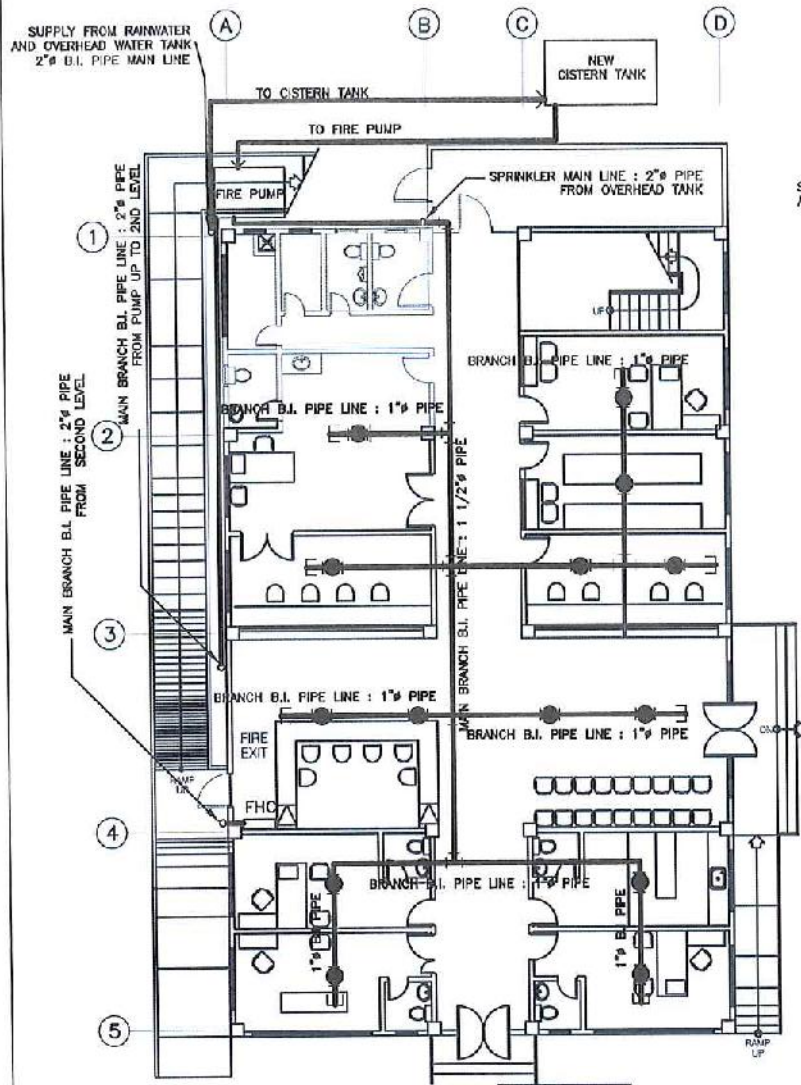 A
B
C
D
SUPPLY FROM RAINWATER
AND OVERHEAD WATER TANK
2"ø B.I. PIPE MAIN LINE
NEW
CISTERN TANK
TO CISTERN TANK
TO FIRE PUMP
FIRE PUMP
SPRINKLER MAIN LINE : 2"ø PIPE
FROM OVERHEAD TANK
1
MAIN BRANCH B.I. PIPE LINE : 2"ø PIPE
FROM PUMP UP TO 2ND LEVEL
UP
BRANCH B.I. PIPE LINE : 1"ø PIPE
BRANCH B.I. PIPE LINE : 1"ø PIPE
2
MAIN BRANCH B.I. PIPE LINE : 2"ø PIPE
FROM SECOND LEVEL
MAIN BRANCH B.I. PIPE LINE : 1 1/2"ø PIPE
3
BRANCH B.I. PIPE LINE : 1"ø PIPE
BRANCH B.I. PIPE LINE : 1"ø PIPE
FIRE
EXIT
DN
RAMP
UP
FHC
4
BRANCH B.I. PIPE LINE : 1"ø PIPE
1"ø B.I. PIPE
1"ø B.I. PIPE
5
RAMP
UP